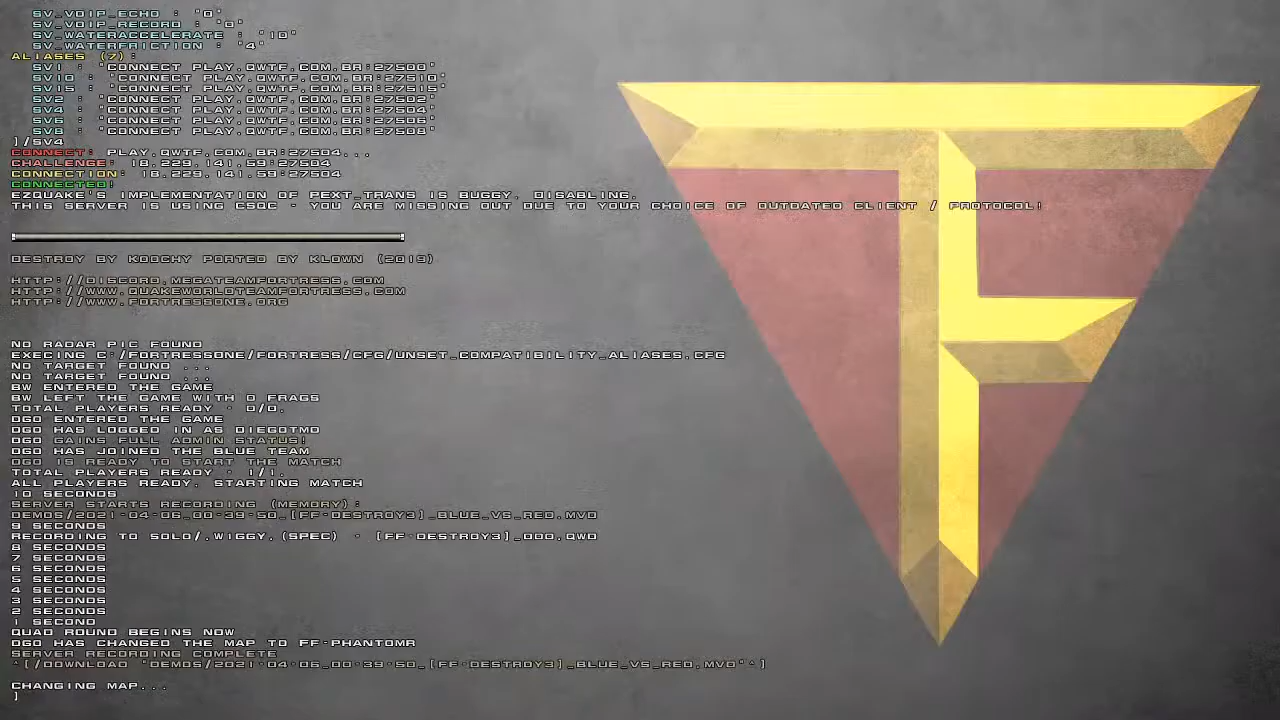 SV_VOIP_ECHO : "0"
SV_VOIP_RECORD : "0"
SV_WATERACCELERATE : "10"
SV_WATERFRICTION : "4"
ALIASES (7):
SV1 : "CONNECT PLAY.QWTF.COM.BR:27500"
SV10 : "CONNECT PLAY.QWTF.COM.BR:27510"
SV15 : "CONNECT PLAY.QWTF.COM.BR:27515"
SV2 : "CONNECT PLAY.QWTF.COM.BR:27502"
SV4 : "CONNECT PLAY.QWTF.COM.BR:27504"
SV6 : "CONNECT PLAY.QWTF.COM.BR:27506"
SV8 : "CONNECT PLAY.QWTF.COM.BR:27508"
]/SV4
CONNECT: PLAY.QWTF.COM.BR:27504...
CHALLENGE: 18.229.141.59:27504
CONNECTION: 18.229.141.59:27504
CONNECTED!
EZQUAKE'S IMPLEMENTATION OF PEXT_TRANS IS BUGGY. DISABLING.
THIS SERVER IS USING CSQC - YOU ARE MISSING OUT DUE TO YOUR CHOICE OF OUTDATED CLIENT / PROTOCOL!
DESTROY BY KOOCHY PORTED BY KLOWN (2019)
HTTP://DISCORD.MEGATEAMFORTRESS.COM
HTTP://WWW.QUAKEWORLDTEAMFORTRESS.COM
HTTP://WWW.FORTRESSONE.ORG
NO RADAR PIC FOUND
EXECING C:/FORTRESSONE/FORTRESS/CFG/UNSET_COMPATIBILITY_ALIASES.CFG
NO TARGET FOUND ...
NO TARGET FOUND ...
BW ENTERED THE GAME
BW LEFT THE GAME WITH 0 FRAGS
TOTAL PLAYERS READY - 0/0.
DGO ENTERED THE GAME
DGO HAS LOGGED IN AS DIEGOTMD
DGO GAINS FULL ADMIN STATUS!
DGO HAS JOINED THE BLUE TEAM
DGO IS READY TO START THE MATCH
TOTAL PLAYERS READY - 1/1.
ALL PLAYERS READY. STARTING MATCH
10 SECONDS
SERVER STARTS RECORDING (MEMORY):
DEMOS/2021-04-06_00-39-50_[FF-DESTROY3]_BLUE_VS_RED.MVD
9 SECONDS
RECORDING TO SOLO/.WIGGY.(SPEC) - [FF-DESTROY3]_000.QWD
8 SECONDS
7 SECONDS
6 SECONDS
5 SECONDS
4 SECONDS
3 SECONDS
2 SECONDS
1 SECOND
QUAD ROUND BEGINS NOW
DGO HAS CHANGED THE MAP TO FF-PHANTOMR
SERVER RECORDING COMPLETE
^[/DOWNLOAD "DEMOS/2021-04-06_00-39-50_[FF-DESTROY3]_BLUE_VS_RED.MVD"^]
CHANGING MAP...
]
TF